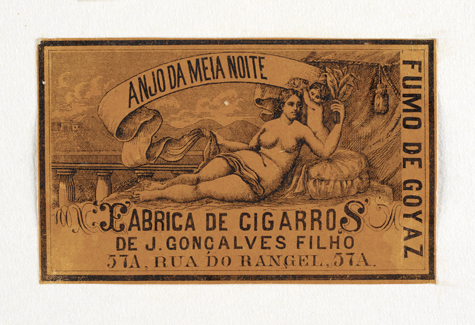 ANJO DA MEIA NOITE
FABRICA DE CIGARROS
DE J. GONÇALVES FILHO
57A, RUA DO RANGEL, 57A.
FUMO DE GOYAZ